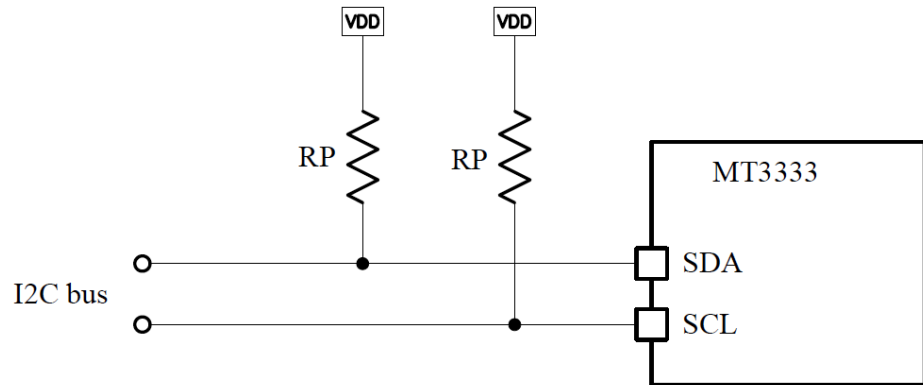 VDD
VDD
RP
RP
MT3333
SDA
I2C bus
SCL